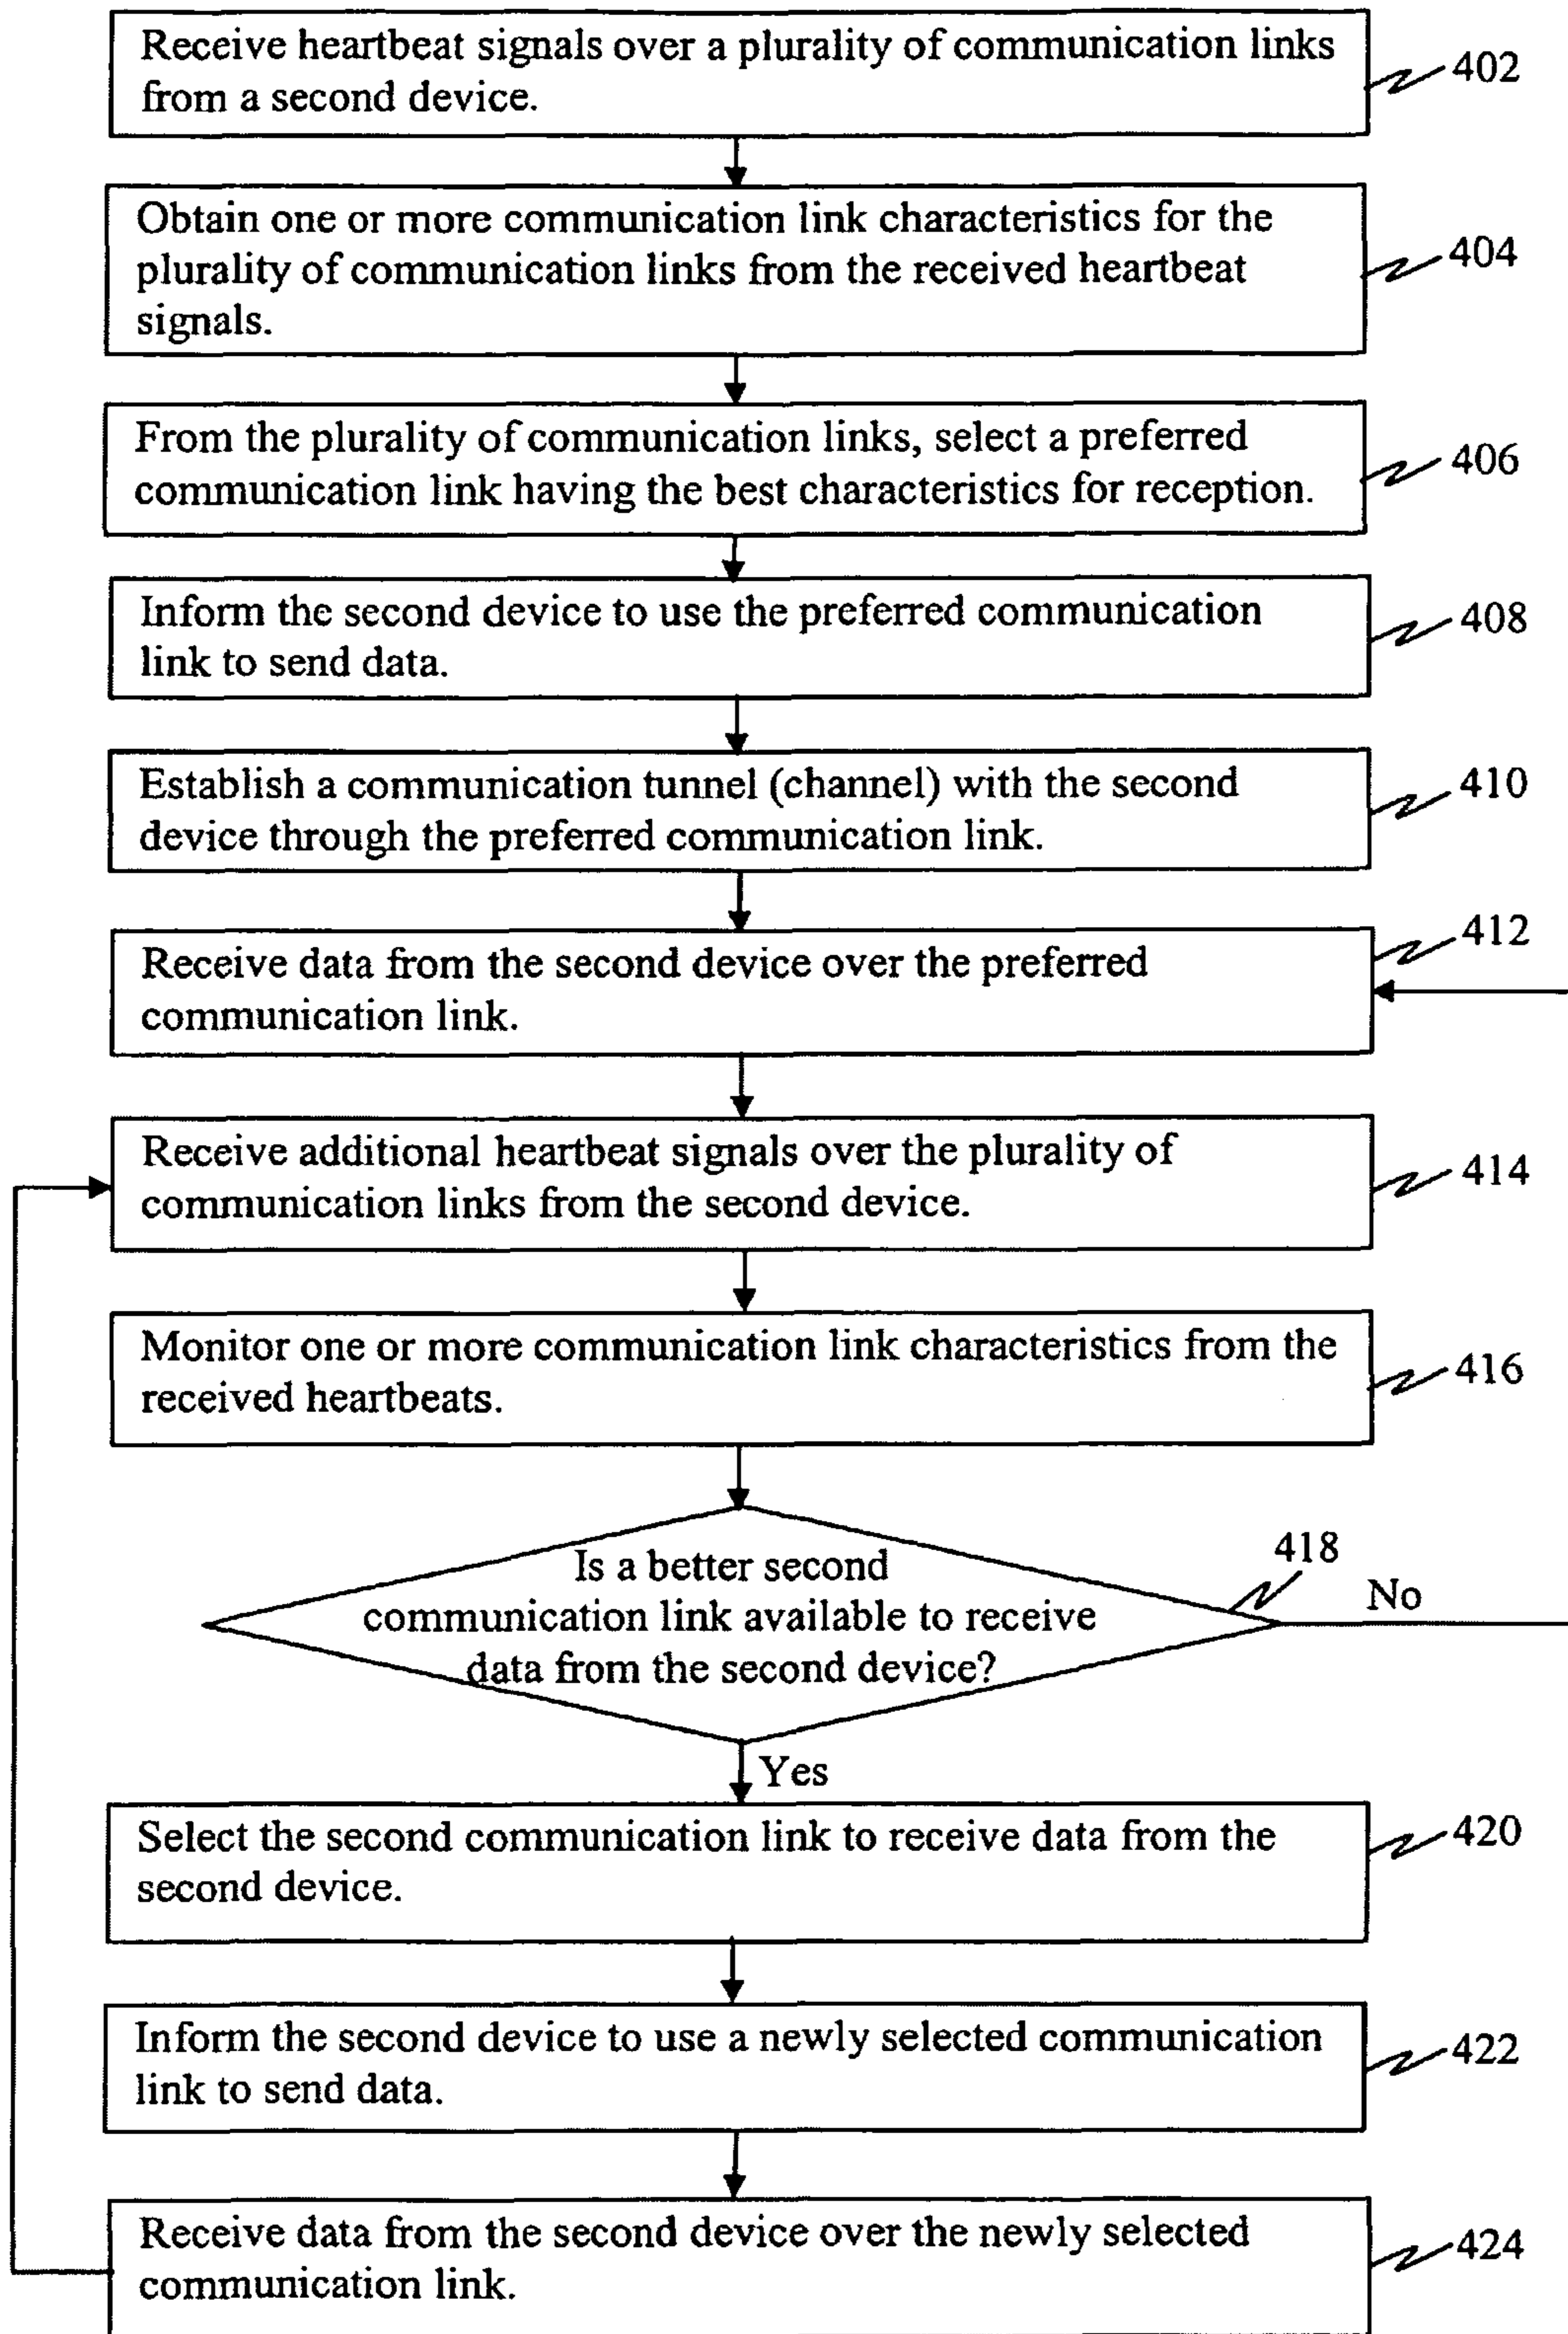 Receive heartbeat signals over a plurality of communication links
from a second device.
402
Obtain one or more communication link characteristics for the
plurality of communication links from the received heartbeat
signals.
404
From the plurality of communication links, select a preferred
communication link having the best characteristics for reception.
406
Inform the second device to use the preferred communication
link to send data.
408
Establish a communication tunnel (channel) with the second
device through the preferred communication link.
410
Receive data from the second device over the preferred
communication link.
412
Receive additional heartbeat signals over the plurality of
communication links from the second device.
414
Monitor one or more communication link characteristics from the
received heartbeats.
416
Is a better second
communication link available to receive
data from the second device?
418
No
Yes
Select the second communication link to receive data from the
second device.
420
Inform the second device to use a newly selected communication
link to send data.
422
Receive data from the second device over the newly selected
communication link.
424